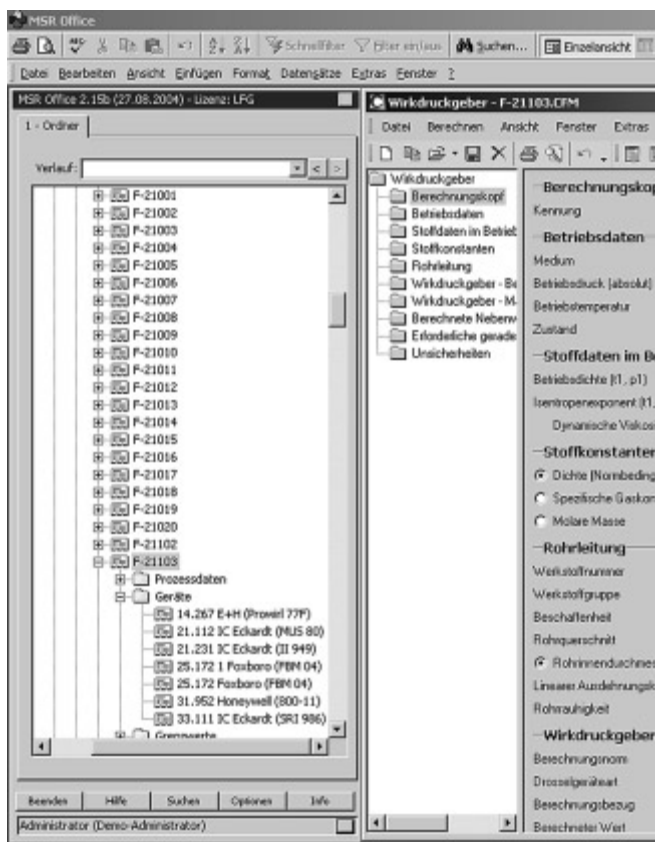 MSR Office
Schnellfilter Filter ein/aus Suchen... Einzelansicht
Datei Bearbeiten Ansicht Einfügen Format Datensätze Extras Fenster ?
MSR Office 2.15b (27.08.2004) - Lizenz: LFG
1 - Ordner
Verlauf: < >
F-21001
F-21002
F-21003
F-21004
F-21005
F-21006
F-21007
F-21008
F-21009
F-21010
F-21011
F-21012
F-21013
F-21014
F-21015
F-21016
F-21017
F-21018
F-21019
F-21020
F-21102
F-21103
Prozessdaten
Geräte
14.267 E+H (Prowirl 77F)
21.112 IC Eckardt (MUS 80)
21.231 IC Eckardt (II 949)
25.172 1 Foxboro (FBM 04)
25.172 Foxboro (FBM 04)
31.952 Honeywell (800-11)
33.111 IC Eckardt (SRI 986)
Grenzwerte
Beenden Hilfe Suchen Optionen Info
Administrator (Demo-Administrator)
Wirkdruckgeber - F-21103.CFM
Datei Berechnen Ansicht Fenster Extras
Wirkdruckgeber
Berechnungskopf
Betriebsdaten
Stoffdaten im Betrieb
Stoffkonstanten
Rohrleitung
Wirkdruckgeber - Be
Wirkdruckgeber - M
Berechnete Nebenw
Erforderliche gerade
Unsicherheiten
Berechnungskop
Kennung
Betriebsdaten
Medium
Betriebsdruck (absolut)
Betriebstemperatur
Zustand
Stoffdaten im Be
Betriebsdichte (t1, p1)
Isentropenexponent (t1,
Dynamische Viskos
Stoffkonstanten
Dichte (Normbeding
Spezifische Gaskon
Molare Masse
Rohrleitung
Werkstoffnummer
Werkstoffgruppe
Beschaffenheit
Rohrquerschnitt
Rohrinnendurchmes
Linearer Ausdehnungsk
Rohrrauhigkeit
Wirkdruckgeber
Berechnungsnorm
Drosselgeräteart
Berechnungsbezug
Berechneter Wert